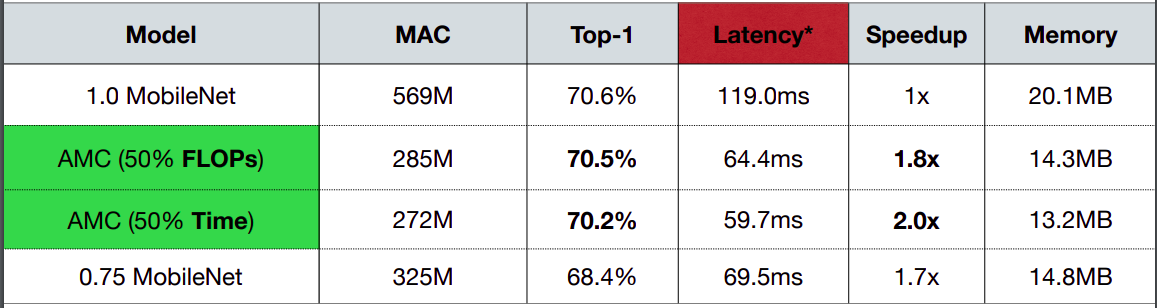 Model MAC Top-1 Latency* Speedup Memory
1.0 MobileNet 569M 70.6% 119.0ms 1x 20.1MB
AMC (50% FLOPs) 285M 70.5% 64.4ms 1.8x 14.3MB
AMC (50% Time) 272M 70.2% 59.7ms 2.0x 13.2MB
0.75 MobileNet 325M 68.4% 69.5ms 1.7x 14.8MB